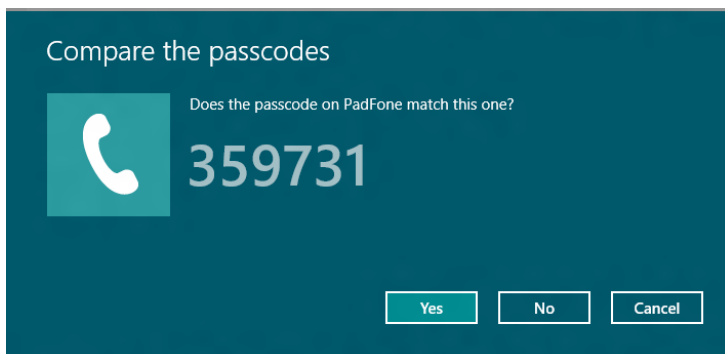 Compare the passcodes
Does the passcode on PadFone match this one?
359731
Yes No Cancel